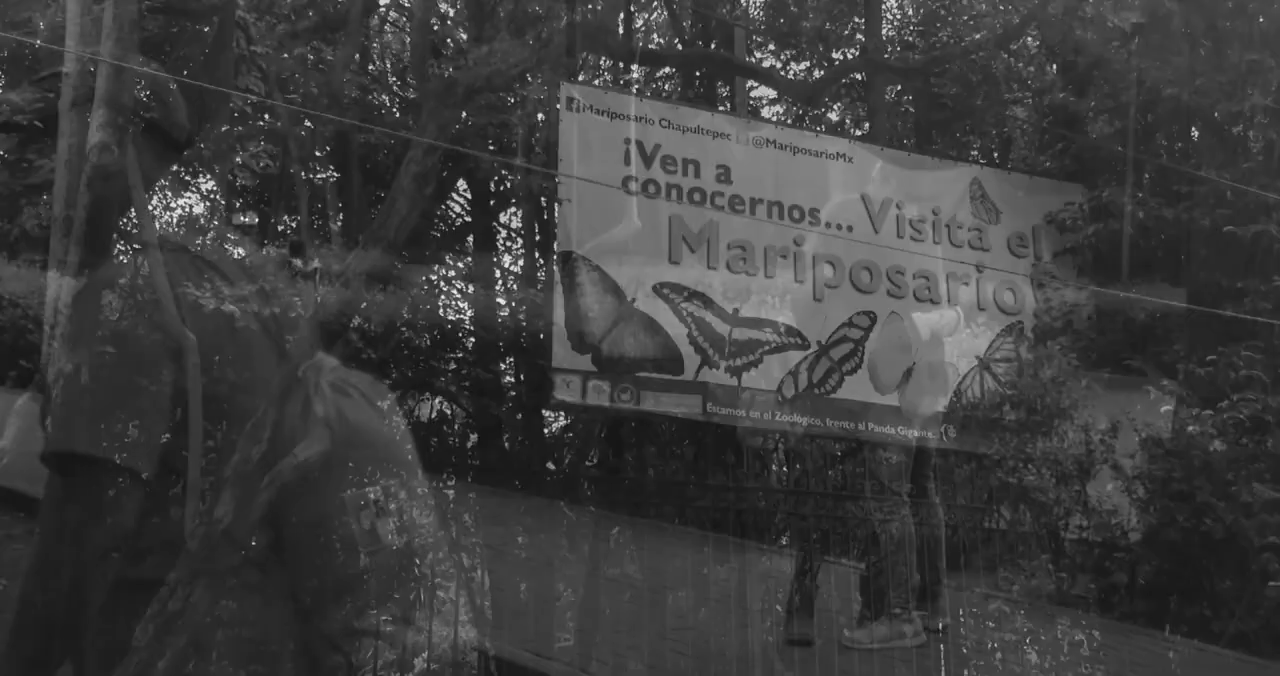 Mariposario Chapultepec @MariposarioMx
¡Ven a
conocernos... Visita el
Mariposario
Estamos en el Zoológico, frente al Panda Gigante.